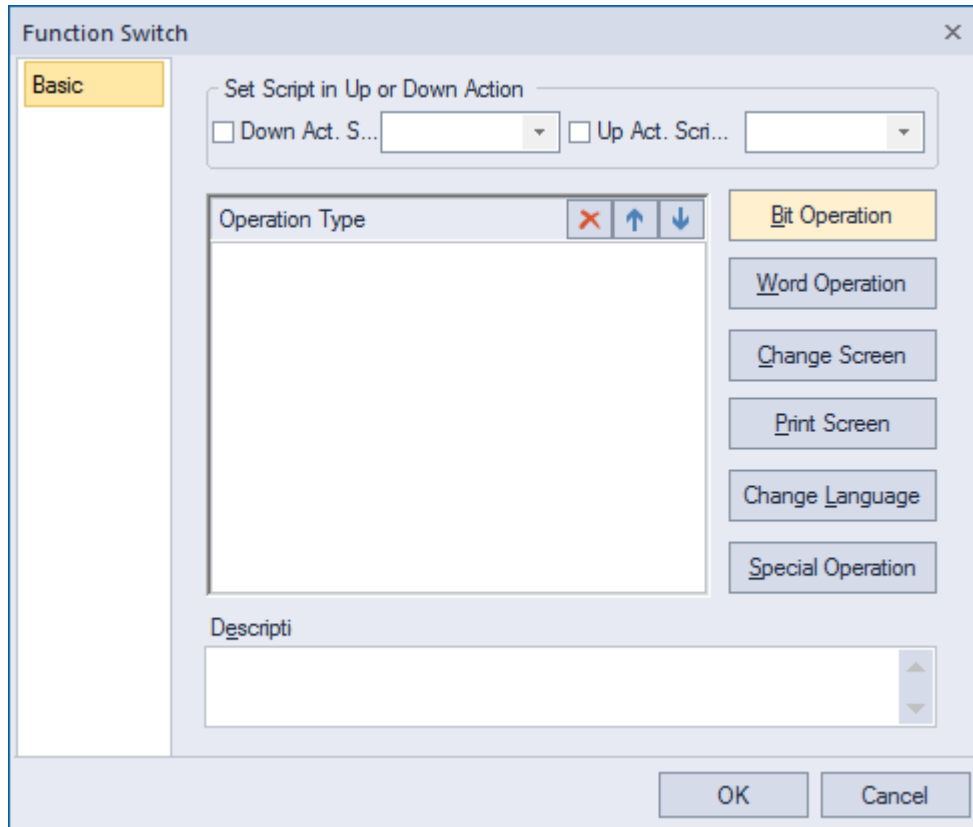 Function Switch
Basic
Set Script in Up or Down Action
Down Act. S...
Up Act. Scri...
Operation Type
Bit Operation
Word Operation
Change Screen
Print Screen
Change Language
Special Operation
Descripti
OK
Cancel